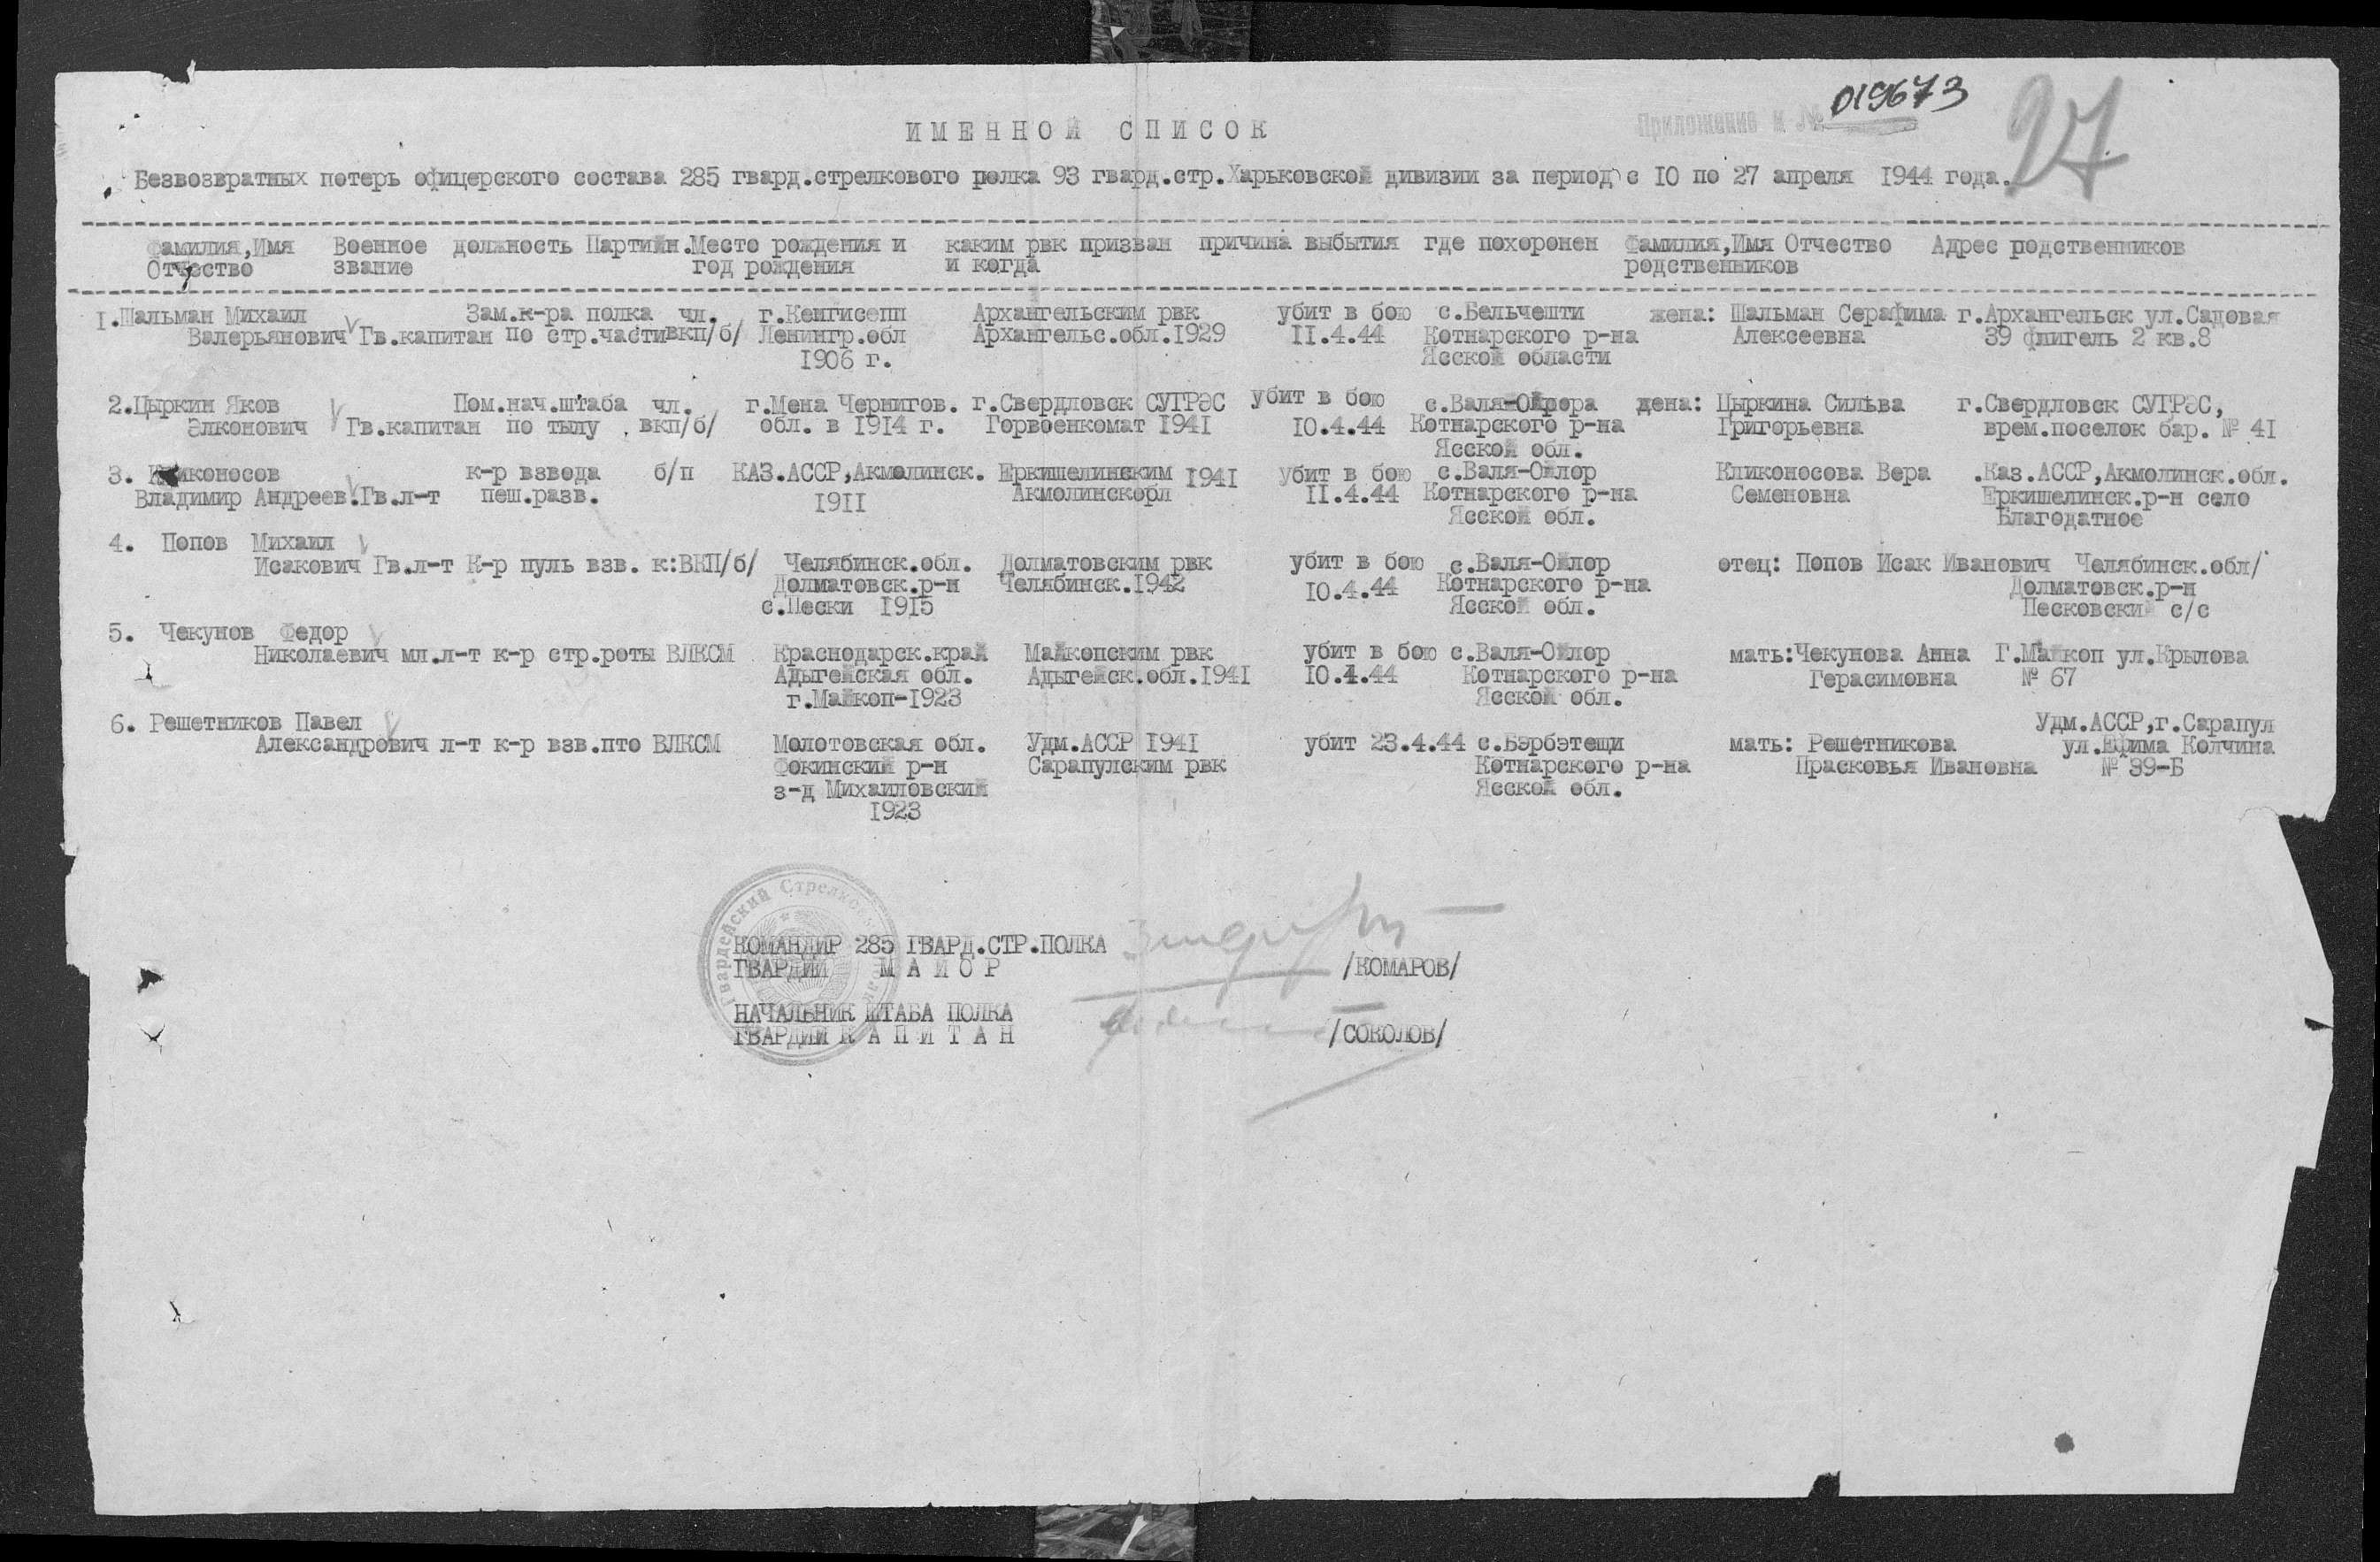 019673
Приложение к №
27
ИМЕННОЙ СПИСОК
Безвозвратных потерь офицерского состава 285 гвард.стрелкового полка 93 гвард.стр.Харьковской дивизии за период с 10 по 27 апреля 1944 года.
Фамилия,Имя Военное должность Партийн.Место рождения и каким рвк призван причина выбытия где похоронен Фамилия,Имя Отчество Адрес родственников
Отчество звание год рождения и когда родственников
1.Шальман Михаил Зам.к-ра полка чл. г.Кенгисепп Архангельским рвк убит в бою с.Бельчешти жена: Шальман Серафима г.Архангельск ул.Садовая
Валерьянович Гв.капитан по стр.части вкп/б/ Ленингр.обл Архангельс.обл.1929 11.4.44 Котнарского р-на Алексеевна 39 флигель 2 кв.8
1906 г. Ясской области
2.Цыркин Яков Пом.нач.штаба чл. г.Мена Чернигов. г.Свердловск СУГРЭС убит в бою с.Валя-Ойрора дена: Цыркина Сильва г.Свердловск СУГРЭС,
Элконович Гв.капитан по тылу вкп/б/ обл. в 1914 г. Горвоенкомат 1941 10.4.44 Котнарского р-на Григорьевна врем.поселок бар. № 41
Ясской обл.
3. Кликоносов к-р взвода б/п КАЗ.АССР,Акмолинск. Еркишелинским 1941 убит в бою с.Валя-Ойлор Кликоносова Вера .Каз.АССР,Акмолинск.обл.
Владимир Андреев.Гв.л-т пеш.разв. 1911 Акмолинскобл 11.4.44 Котнарского р-на Семеновна Еркишелинск.р-н село
Ясской обл. Благодатное
4. Попов Михаил
Исакович Гв.л-т К-р пуль взв. к:ВКП/б/ Челябинск.обл. Долматовским рвк убит в бою с.Валя-Ойлор отец: Попов Исак Иванович Челябинск.обл/
Долматовск.р-н Челябинск.1942 10.4.44 Котнарского р-на Долматовск.р-н
с.Пески 1915 Ясской обл. Песковский с/с
5. Чекунов Федор
Николаевич мл.л-т к-р стр.роты ВЛКСМ Краснодарск.край Майкопским рвк убит в бою с.Валя-Ойлор мать:Чекунова Анна Г.Майкоп ул.Крылова
Адыгейская обл. Адыгейск.обл.1941 10.4.44 Котнарского р-на Герасимовна № 67
г.Майкоп-1923 Ясской обл.
6. Решетников Павел Удм.АССР,г.Сарапул
Александрович л-т к-р взв.пто ВЛКСМ Молотовская обл. Удм.АССР 1941 убит 23.4.44 с.Бэрбэтещи мать: Решетникова ул.Ефима Колчина
Фокинский р-н Сарапулским рвк Котнарского р-на Прасковья Ивановна № 39-Б
з-д Михаиловский Ясской обл.
1923
Гвардейский Стрелковый
КОМАНДИР 285 ГВАРД.СТР.ПОЛКА
ГВАРДИИ МАЙОР /КОМАРОВ/
НАЧАЛЬНИК ШТАБА ПОЛКА
ГВАРДИИ КАПИТАН /СОКОЛОВ/